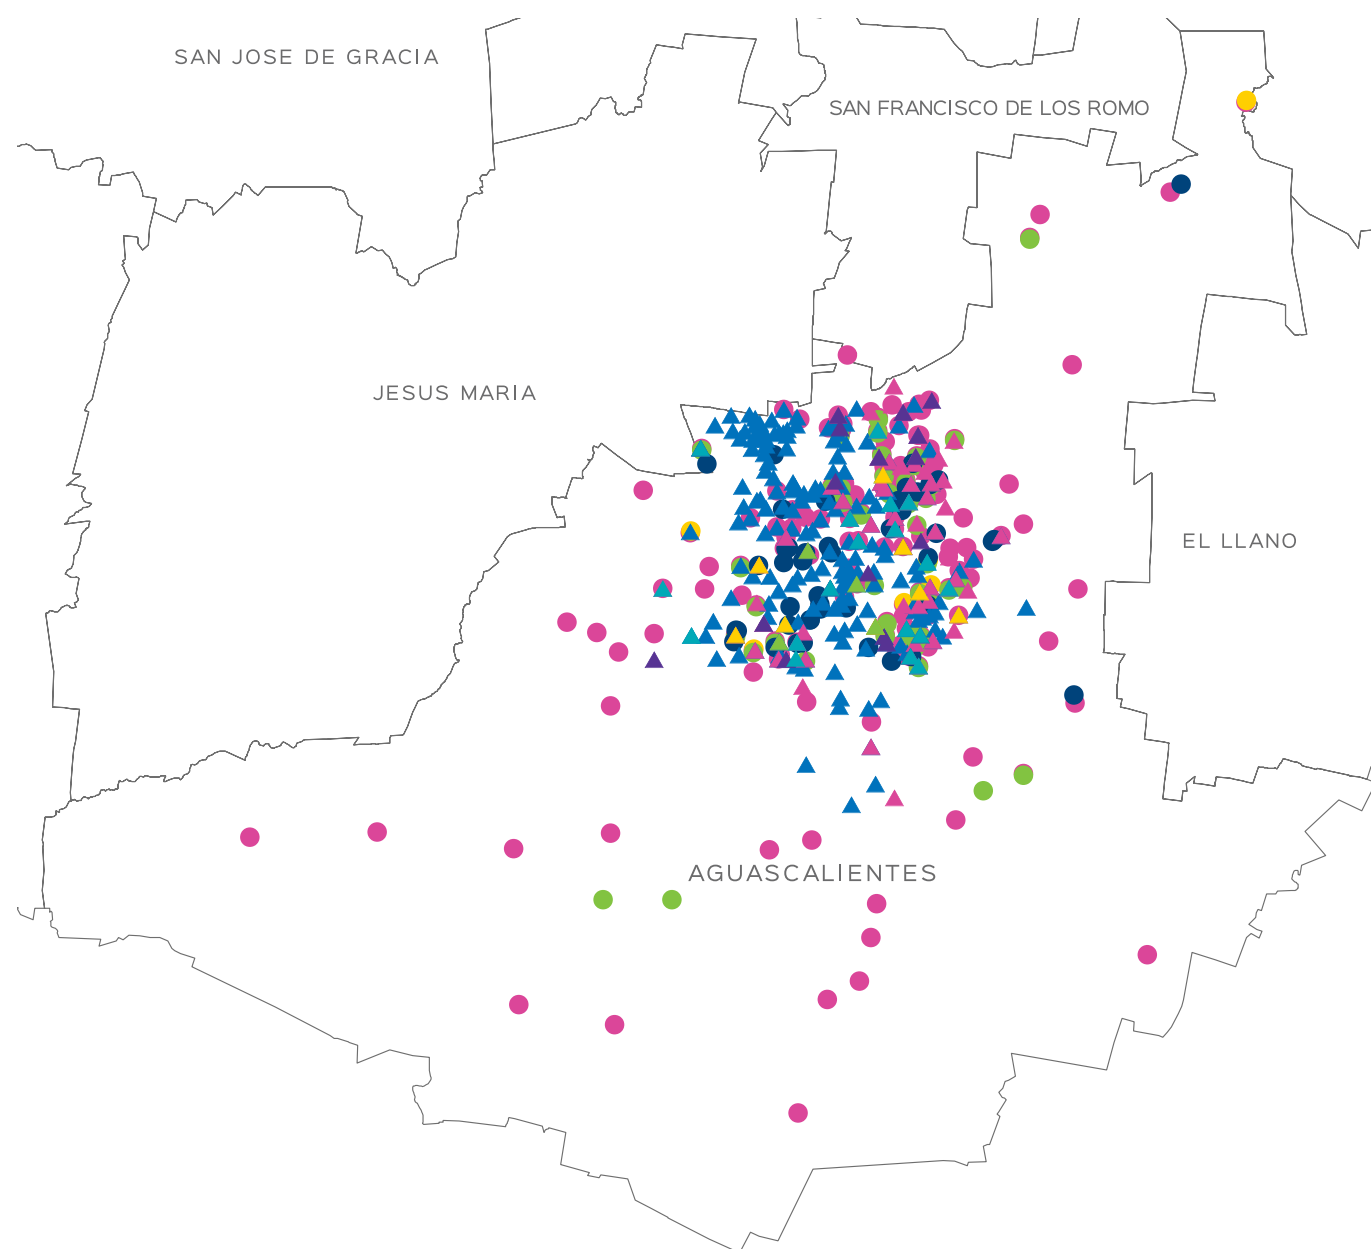 SAN JOSE DE GRACIA
SAN FRANCISCO DE LOS ROMO
JESUS MARIA
EL LLANO
AGUASCALIENTES